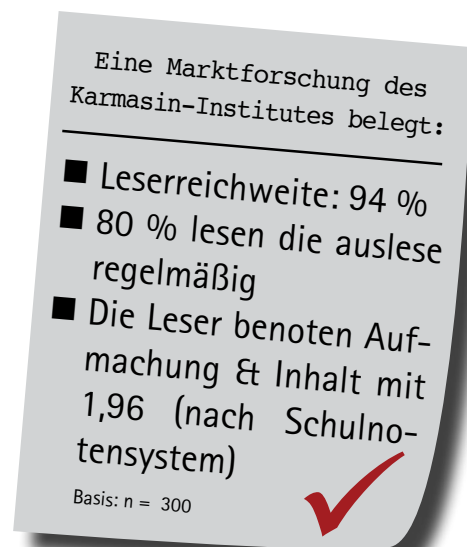 Eine Marktforschung des
Karmasin-Institutes belegt:
■ Leserreichweite: 94 %
■ 80 % lesen die auslese
regelmäßig
■ Die Leser benoten Auf-
machung & Inhalt mit
1,96 (nach Schulno-
tensystem)
Basis: n = 300